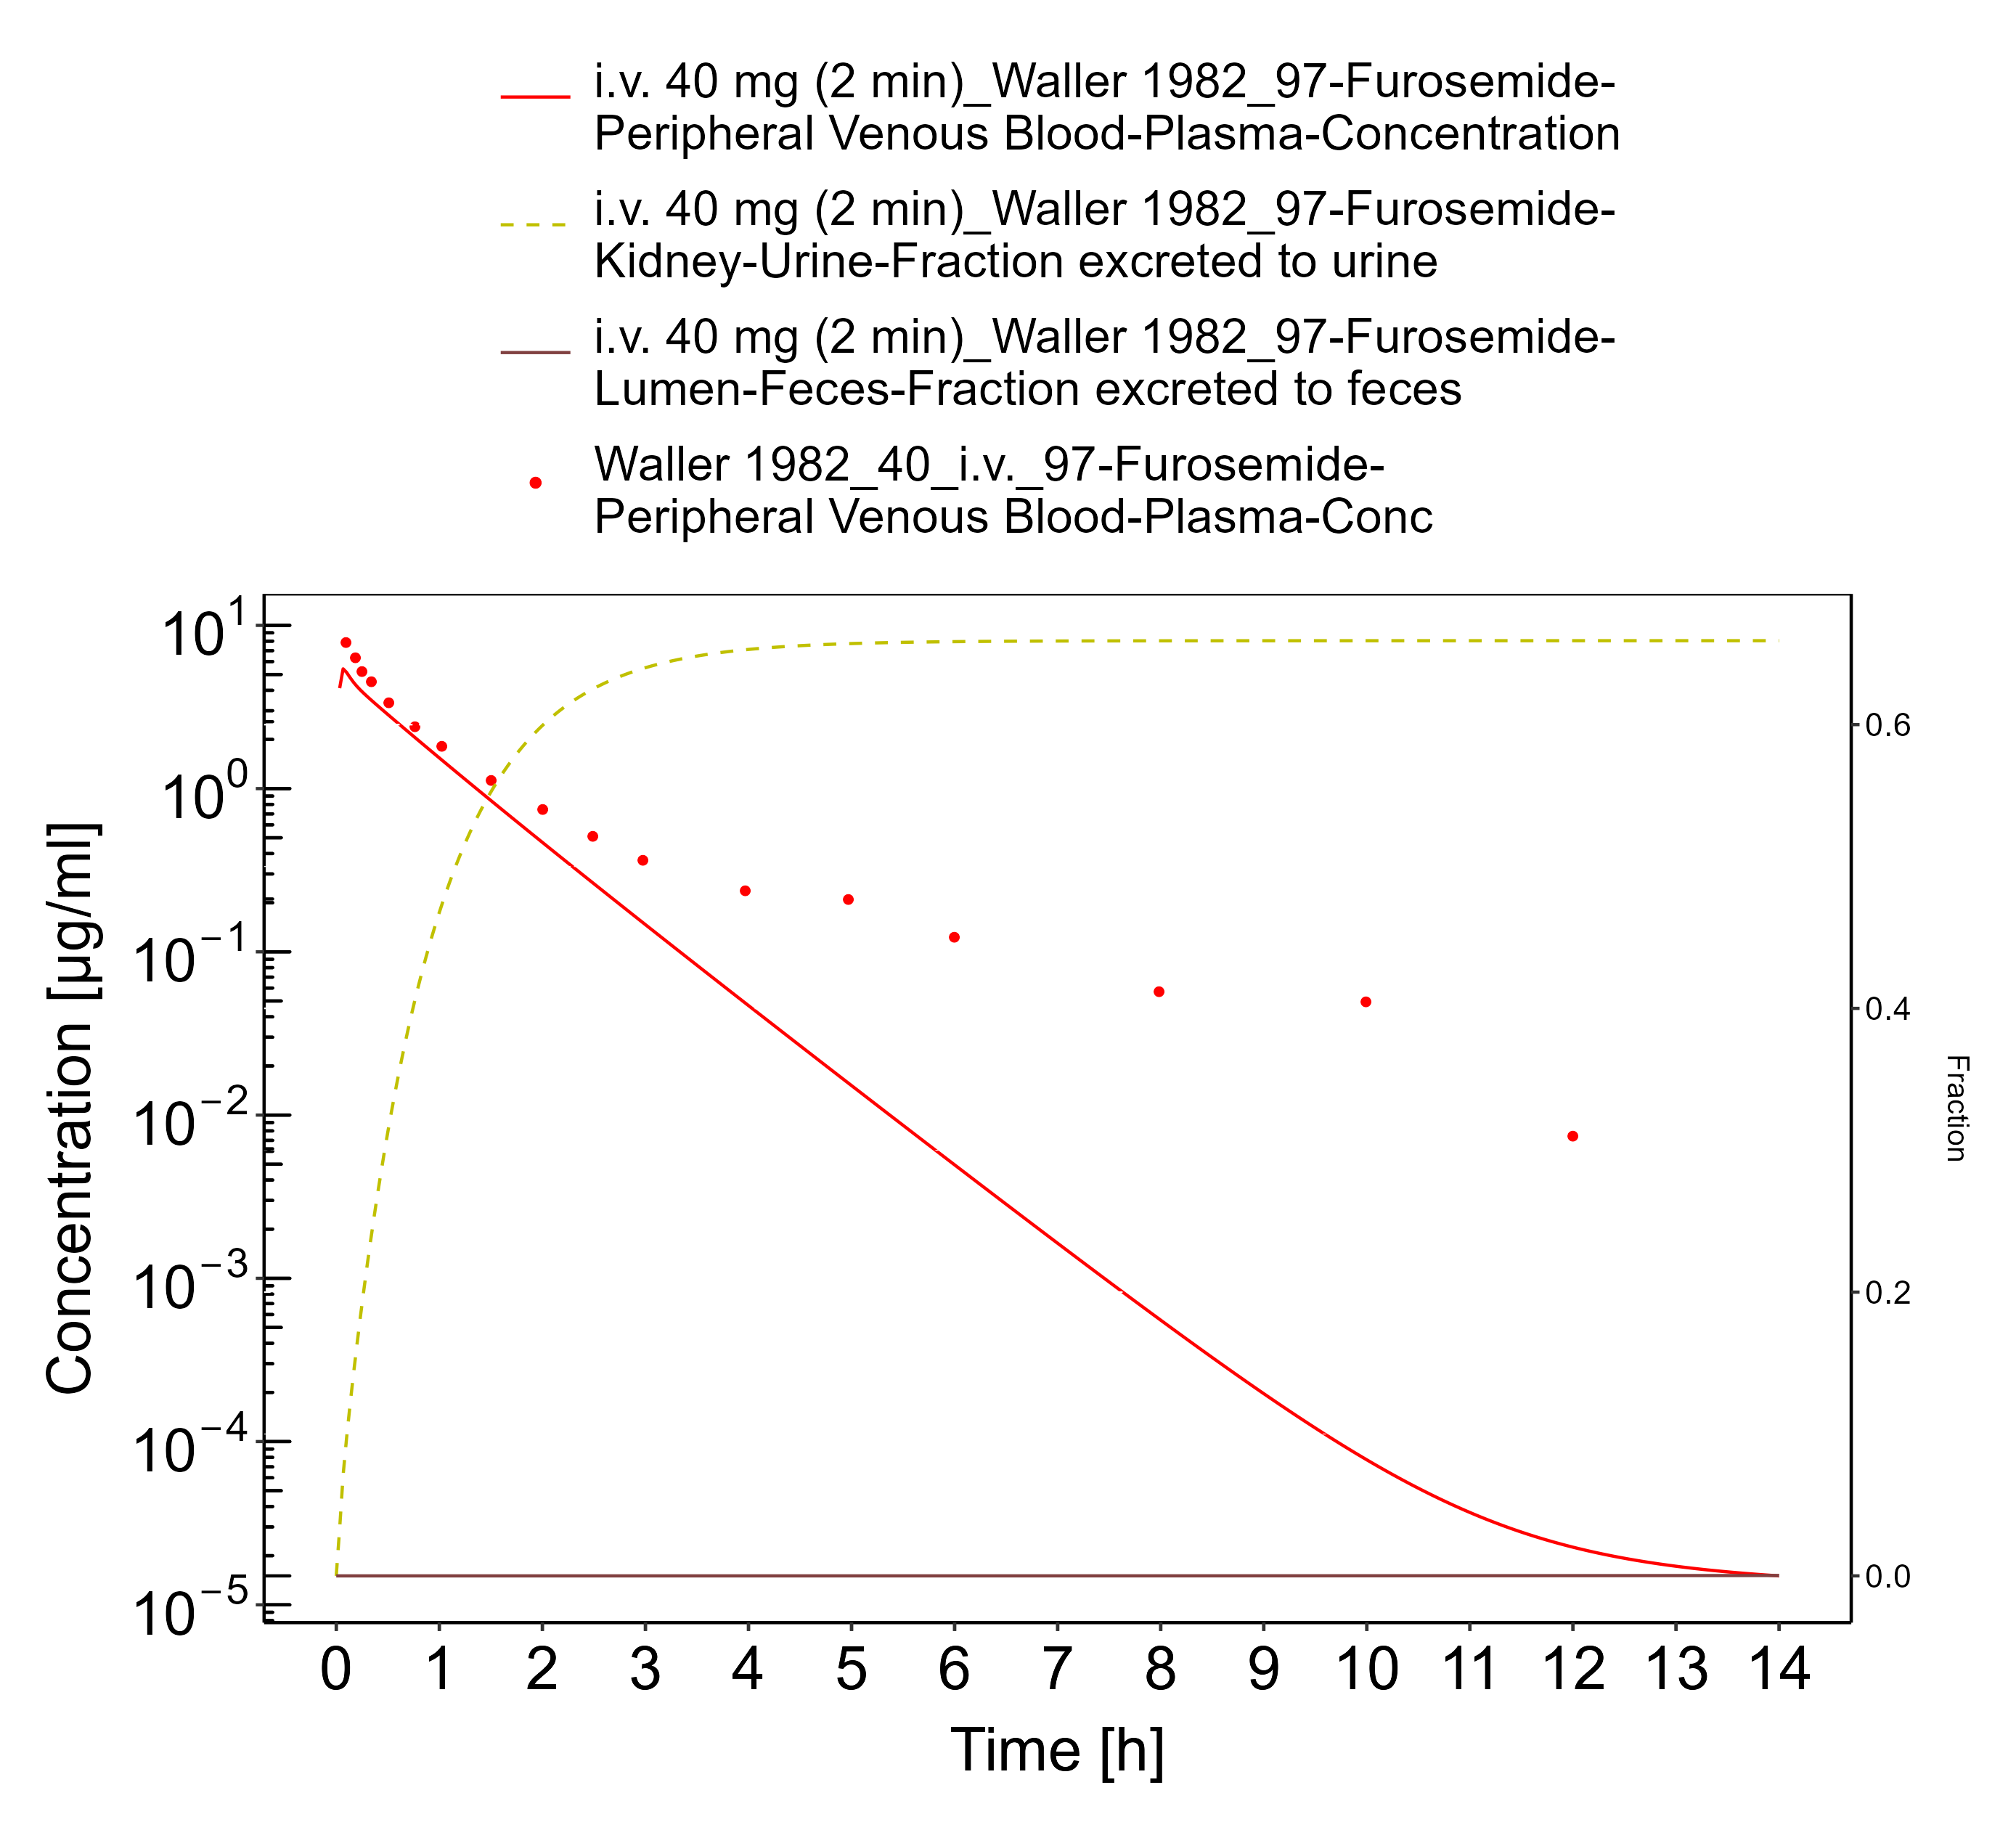 i.v. 40 mg (2 min)_Waller 1982_97-Furosemide-
Peripheral Venous Blood-Plasma-Concentration
i.v. 40 mg (2 min)_Waller 1982_97-Furosemide-
Kidney-Urine-Fraction excreted to urine
i.v. 40 mg (2 min)_Waller 1982_97-Furosemide-
Lumen-Feces-Fraction excreted to feces
Waller 1982_40_i.v._97-Furosemide-
Peripheral Venous Blood-Plasma-Conc
10^1
10^0
10^−1
10^−2
10^−3
10^−4
10^−5
Concentration [µg/ml]
0.6
0.4
0.2
0.0
Fraction
0 1 2 3 4 5 6 7 8 9 10 11 12 13 14
Time [h]